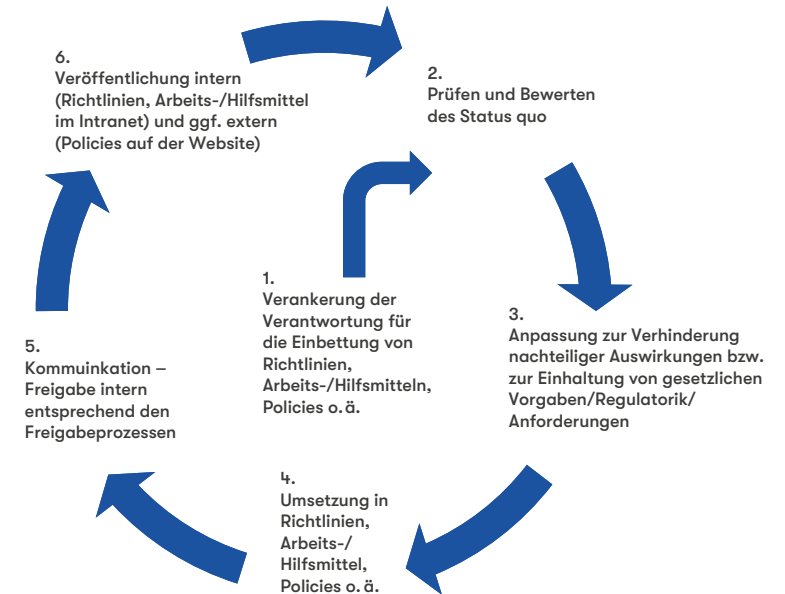 1.
Verankerung der
Verantwortung für
die Einbettung von
Richtlinien,
Arbeits-/Hilfsmitteln,
Policies o. ä.
2.
Prüfen und Bewerten
des Status quo
3.
Anpassung zur Verhinderung
nachteiliger Auswirkungen bzw.
zur Einhaltung von gesetzlichen
Vorgaben/Regulatorik/
Anforderungen
4.
Umsetzung in
Richtlinien,
Arbeits-/
Hilfsmittel,
Policies o. ä.
5.
Kommuinkation –
Freigabe intern
entsprechend den
Freigabeprozessen
6.
Veröffentlichung intern
(Richtlinien, Arbeits-/Hilfsmittel
im Intranet) und ggf. extern
(Policies auf der Website)